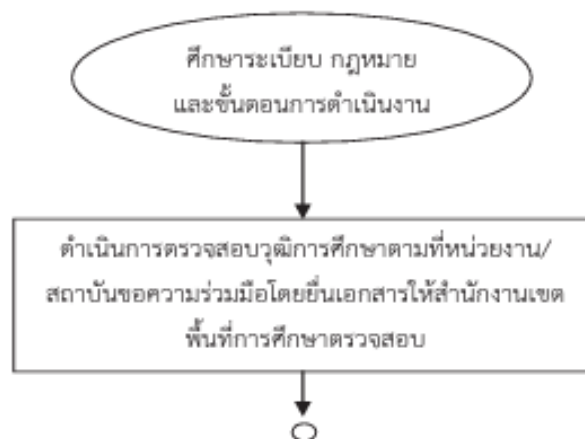 ศึกษาระเบียบ กฎหมาย
และขั้นตอนการดำเนินงาน
ดำเนินการตรวจสอบวุฒิการศึกษาตามที่หน่วยงาน/
สถาบันขอความร่วมมือโดยยื่นเอกสารให้สำนักงานเขต
พื้นที่การศึกษาตรวจสอบ